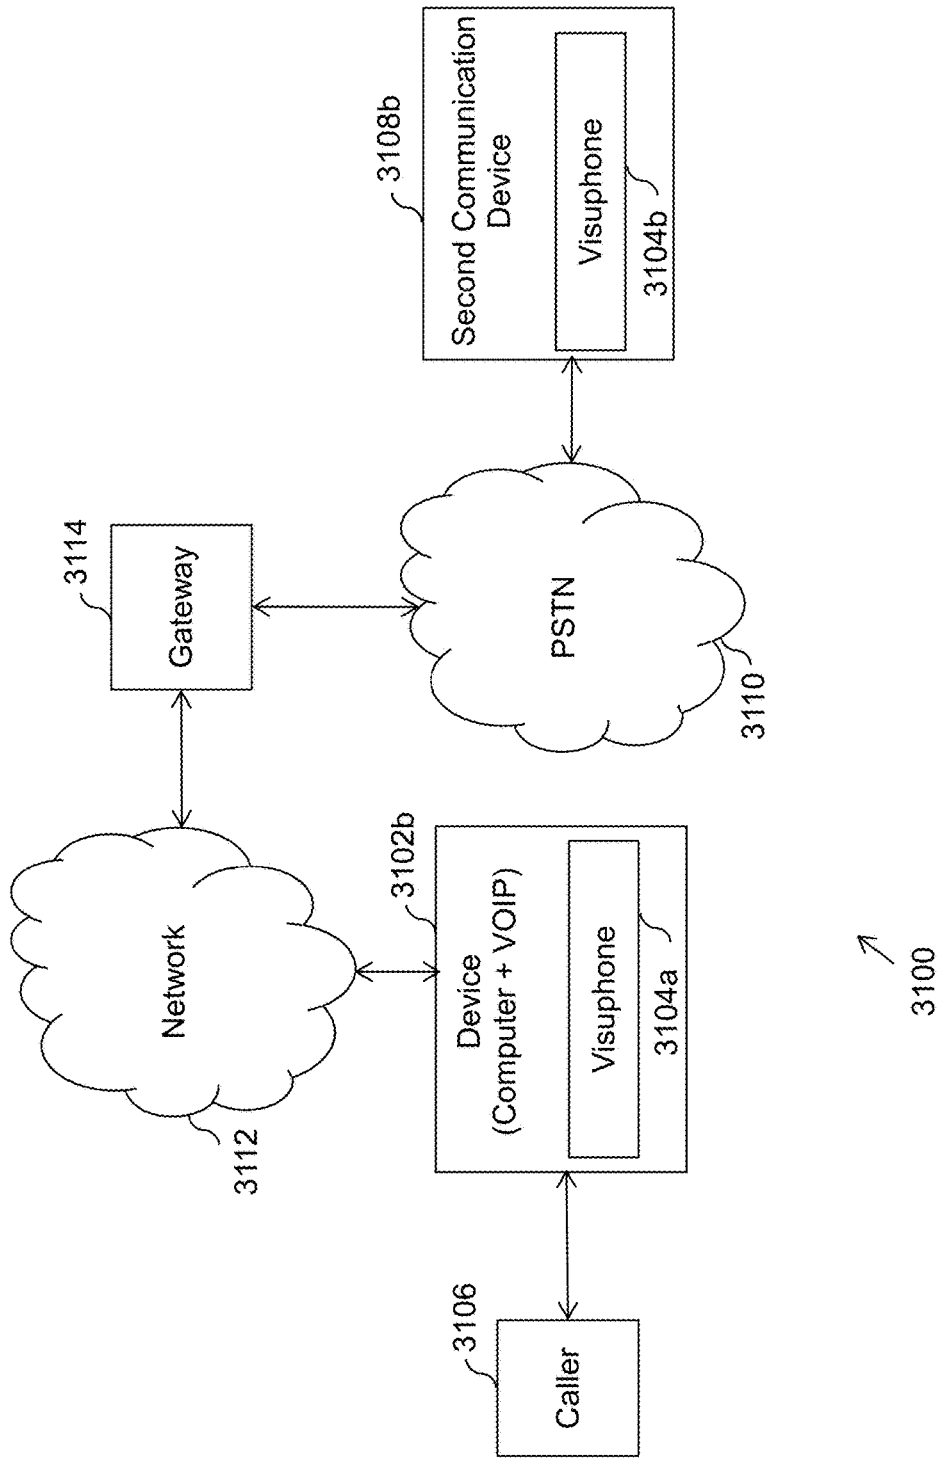 3112
Network
3114
Gateway
3106
Caller
3102b
Device
(Computer + VOIP)
Visuphone
3104a
PSTN
3110
3108b
Second Communication
Device
Visuphone
3104b
3100